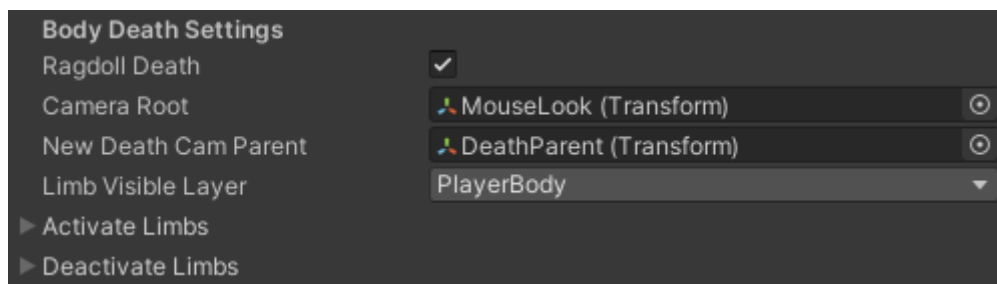 Body Death Settings
Ragdoll Death
Camera Root MouseLook (Transform)
New Death Cam Parent DeathParent (Transform)
Limb Visible Layer PlayerBody
Activate Limbs
Deactivate Limbs